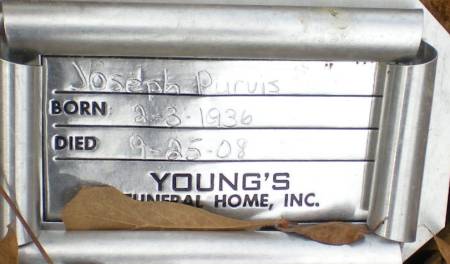 Joseph Purvis
BORN 2-3-1936
DIED 9-25-08
YOUNG'S
FUNERAL HOME, INC.